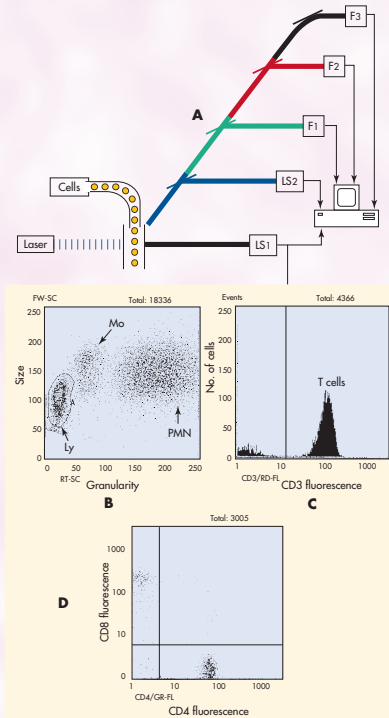 F3
F2
A
F1
Cells
LS2
Laser
LS1
FW-SC Total: 18336
250
200
150
100
50
0
Size
Mo
A
Ly
PMN
0 50 100 150 200 250
RT-SC
Granularity
B
Events Total: 4366
250
200
150
100
50
0
No. of cells
T cells
1 10 100 1000
CD3/RD-FL
CD3 fluorescence
C
Total: 3005
D
CD8 fluorescence
1000
100
10
0
1 10 100 1000
CD4/GR-FL
CD4 fluorescence